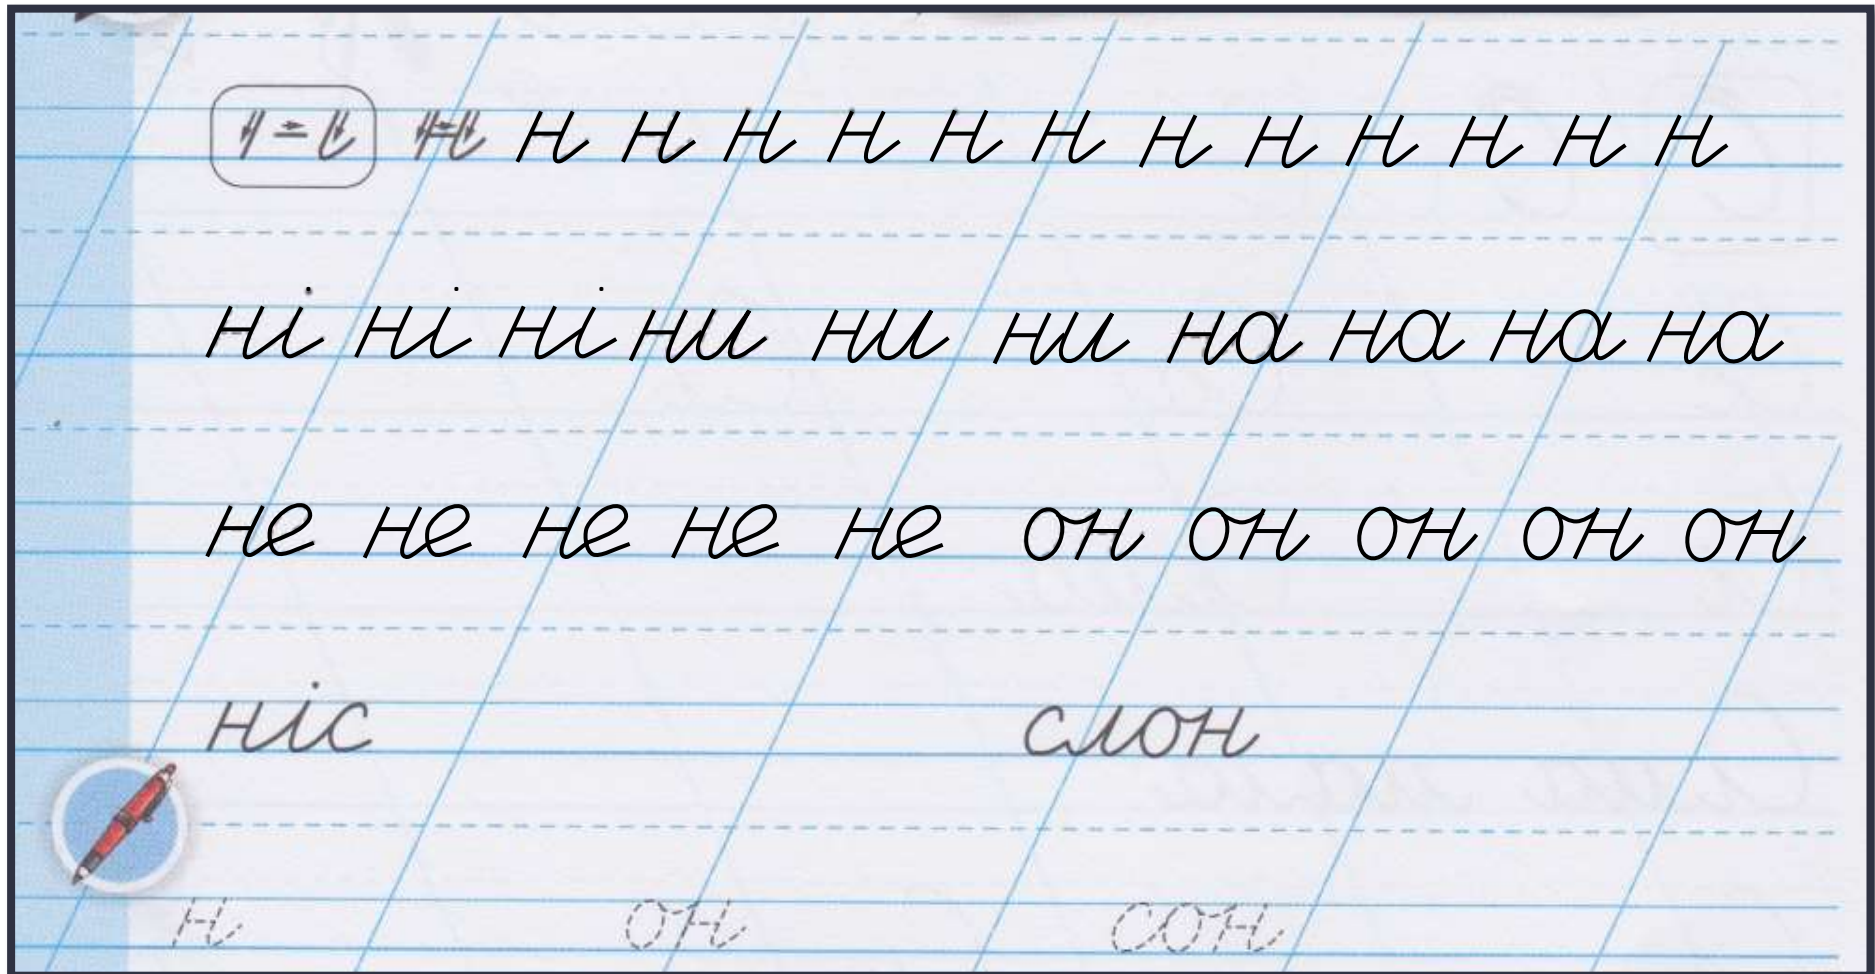 н н н н н н н н н н н н н
ні ні ні ни ни ни на на на на
не не не не не он он он он он
ніс слон
н он сон